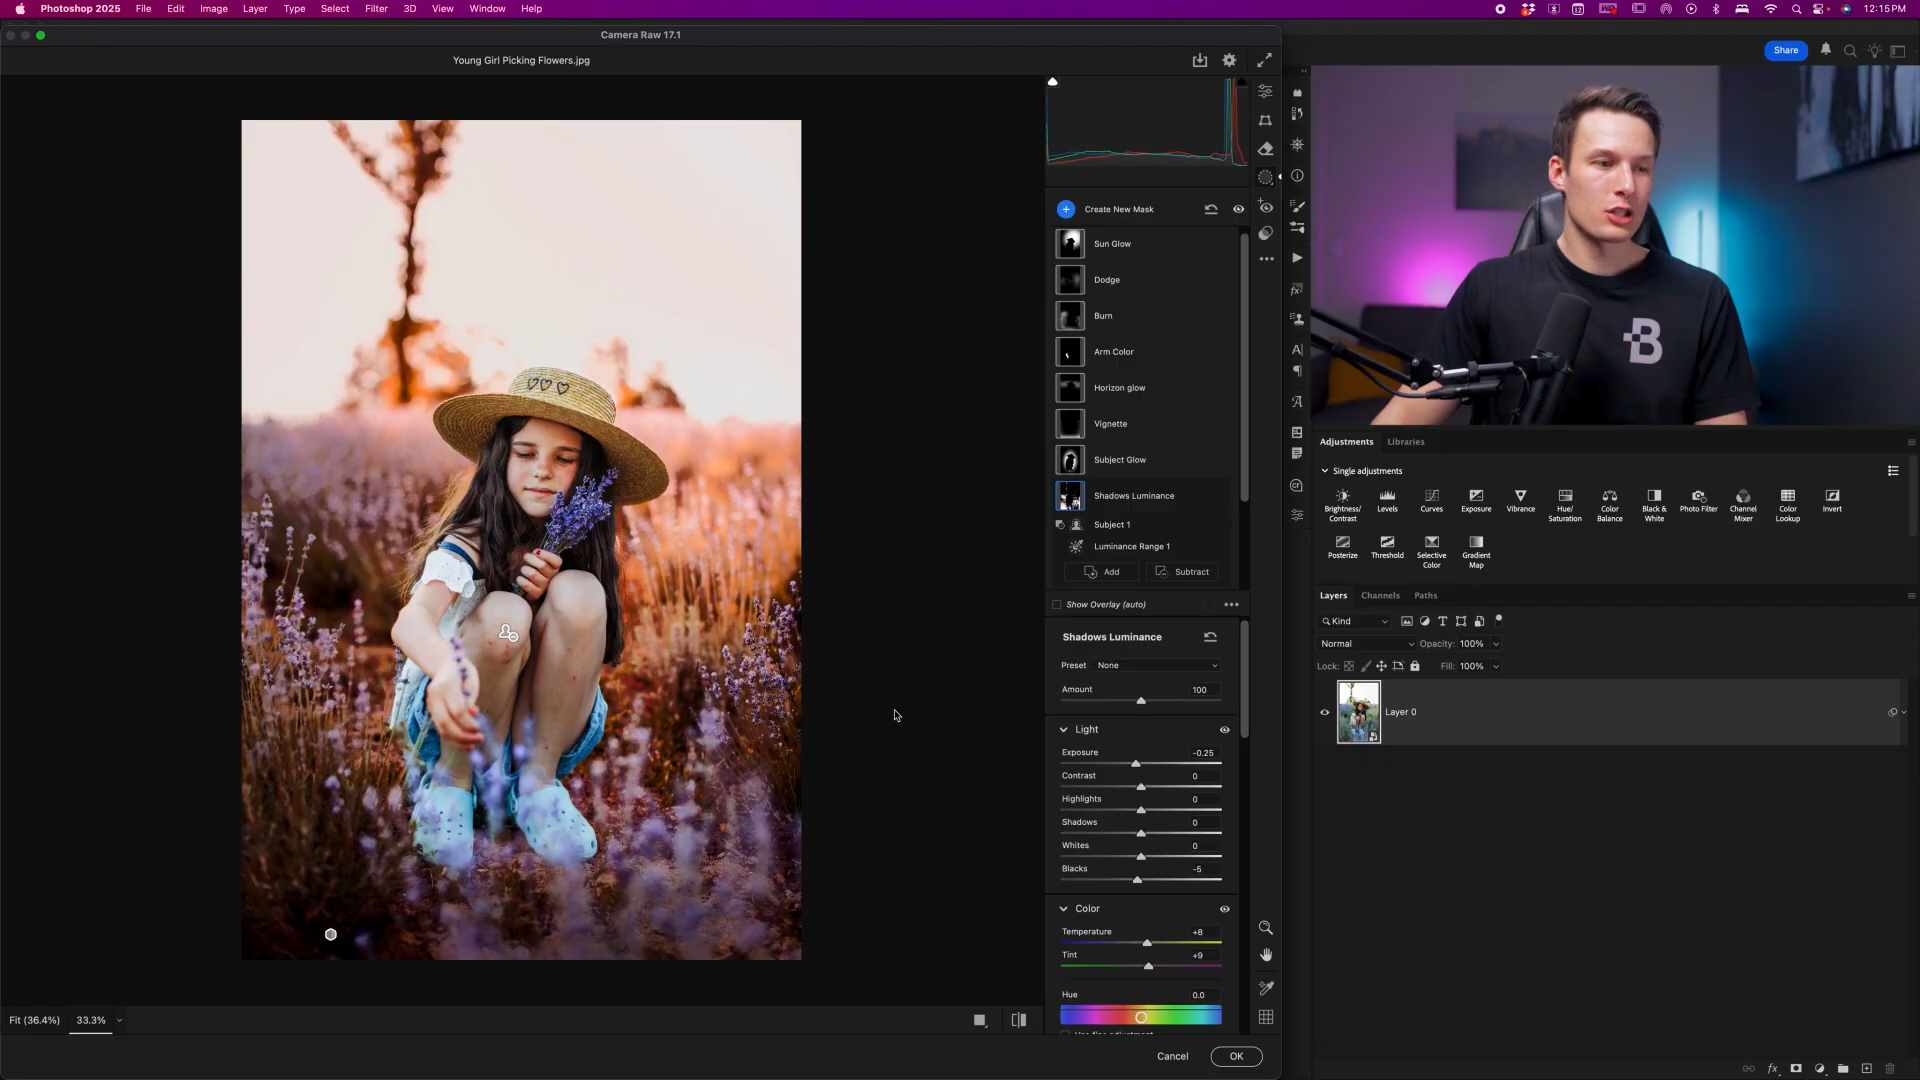 Photoshop 2025 File Edit Image Layer Type Select Filter 3D View Window Help 12 12:15 PM
Camera Raw 17.1
Young Girl Picking Flowers.jpg
Share
Create New Mask
Sun Glow
Dodge
Burn
Arm Color
Horizon glow
Vignette
Subject Glow
Shadows Luminance
Subject 1
Luminance Range 1
Add Subtract
Show Overlay (auto)
Shadows Luminance
Preset None
Amount 100
Light
Exposure -0.25
Contrast 0
Highlights 0
Shadows 0
Whites 0
Blacks -5
Color
Temperature +8
Tint +9
Hue 0.0
Use fine adjustment
Fit (36.4%) 33.3%
Cancel OK
B
Adjustments Libraries
Single adjustments
Brightness/
Contrast
Levels
Curves
Exposure
Vibrance
Hue/
Saturation
Color
Balance
Black &
White
Photo Filter
Channel
Mixer
Color
Lookup
Invert
Posterize
Threshold
Selective
Color
Gradient
Map
Layers Channels Paths
Kind
Normal Opacity: 100%
Lock: Fill: 100%
Layer 0
fx